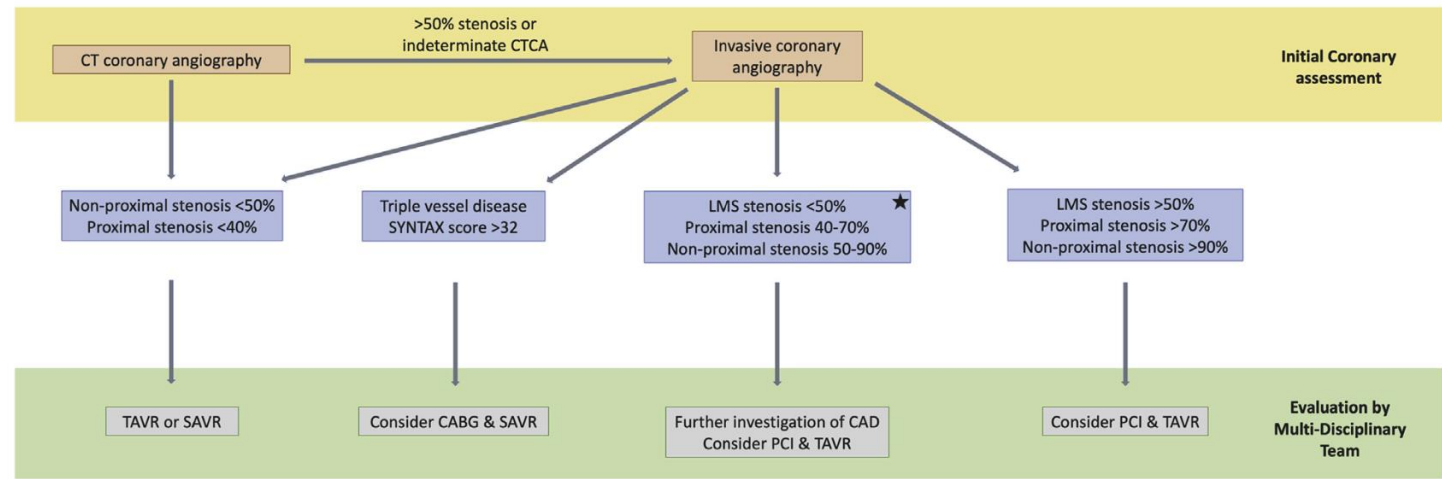 >50% stenosis or
indeterminate CTCA
CT coronary angiography
Invasive coronary
angiography
Initial Coronary
assessment
Non-proximal stenosis <50%
Proximal stenosis <40%
Triple vessel disease
SYNTAX score >32
LMS stenosis <50%
Proximal stenosis 40-70%
Non-proximal stenosis 50-90%
LMS stenosis >50%
Proximal stenosis >70%
Non-proximal stenosis >90%
TAVR or SAVR
Consider CABG & SAVR
Further investigation of CAD
Consider PCI & TAVR
Consider PCI & TAVR
Evaluation by
Multi-Disciplinary
Team